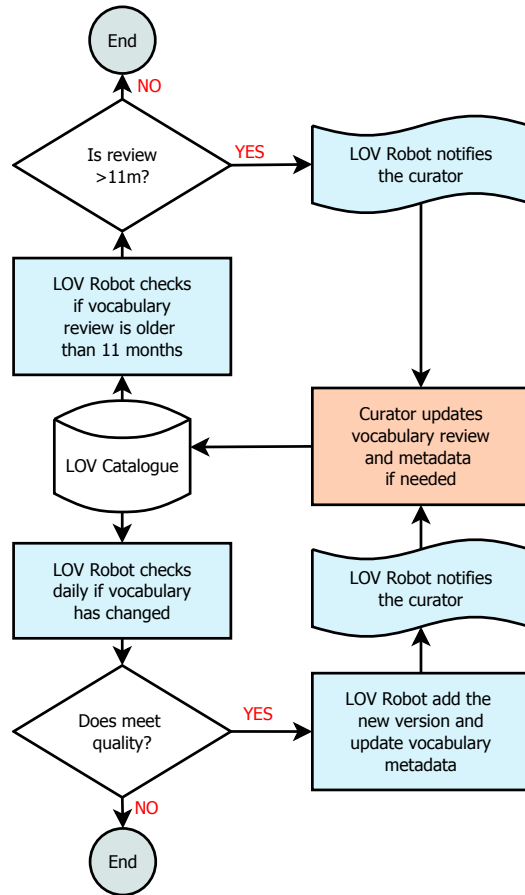 End
NO
Is review
>11m?
YES
LOV Robot notifies
the curator
LOV Robot checks
if vocabulary
review is older
than 11 months
LOV Catalogue
Curator updates
vocabulary review
and metadata
if needed
LOV Robot checks
daily if vocabulary
has changed
LOV Robot notifies
the curator
Does meet
quality?
YES
LOV Robot add the
new version and
update vocabulary
metadata
NO
End